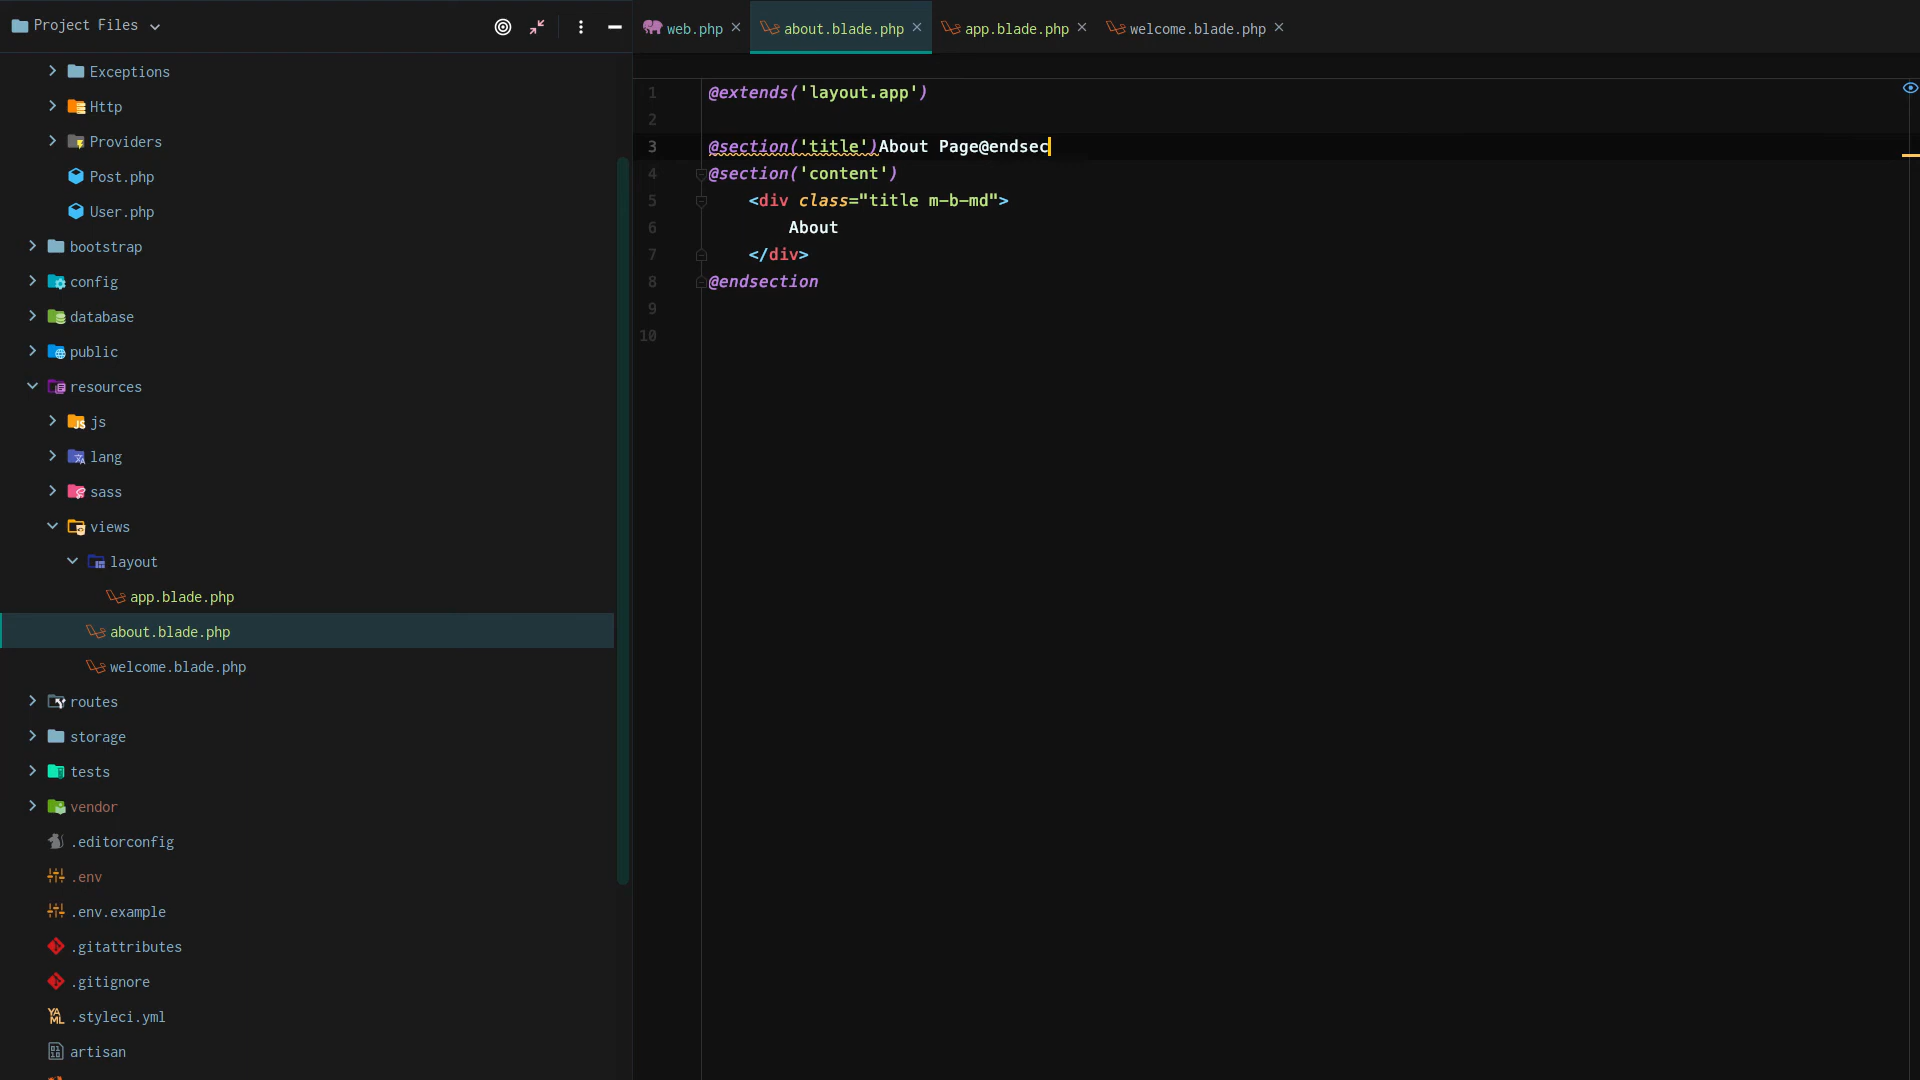 Project Files
Exceptions
Http
Providers
Post.php
User.php
bootstrap
config
database
public
resources
js
lang
sass
views
layout
app.blade.php
about.blade.php
welcome.blade.php
routes
storage
tests
vendor
.editorconfig
.env
.env.example
.gitattributes
.gitignore
.styleci.yml
artisan
web.php about.blade.php app.blade.php welcome.blade.php
1 @extends('layout.app')
2
3 @section('title')About Page@endsec
4 @section('content')
5 <div class="title m-b-md">
6 About
7 </div>
8 @endsection
9
10